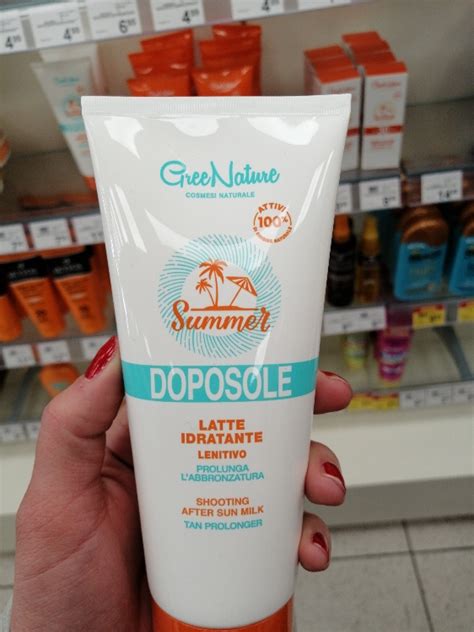 GreeNature
COSMESI NATURALE
ATTIVI
100%
Summer
DOPOSOLE
LATTE
IDRATANTE
LENITIVO
PROLUNGA
L'ABBRONZATURA
SHOOTING
AFTER SUN MILK
TAN PROLONGER